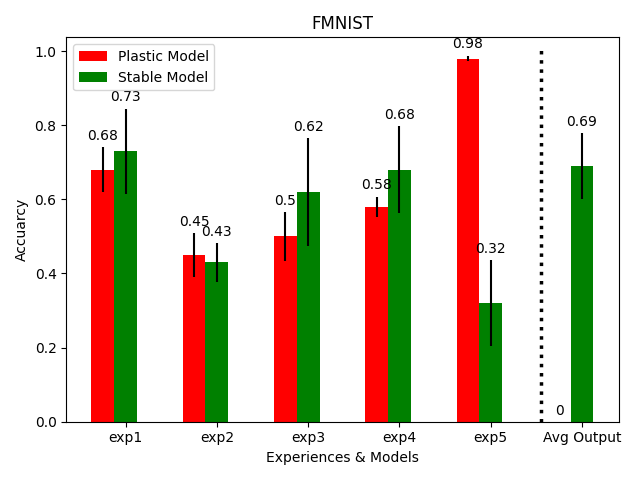 FMNIST
Plastic Model
Stable Model
1.0
0.8
0.6
0.4
0.2
0.0
Accuarcy
0.68
0.73
0.45
0.43
0.5
0.62
0.58
0.68
0.98
0.32
0
0.69
exp1
exp2
exp3
exp4
exp5
Avg Output
Experiences & Models